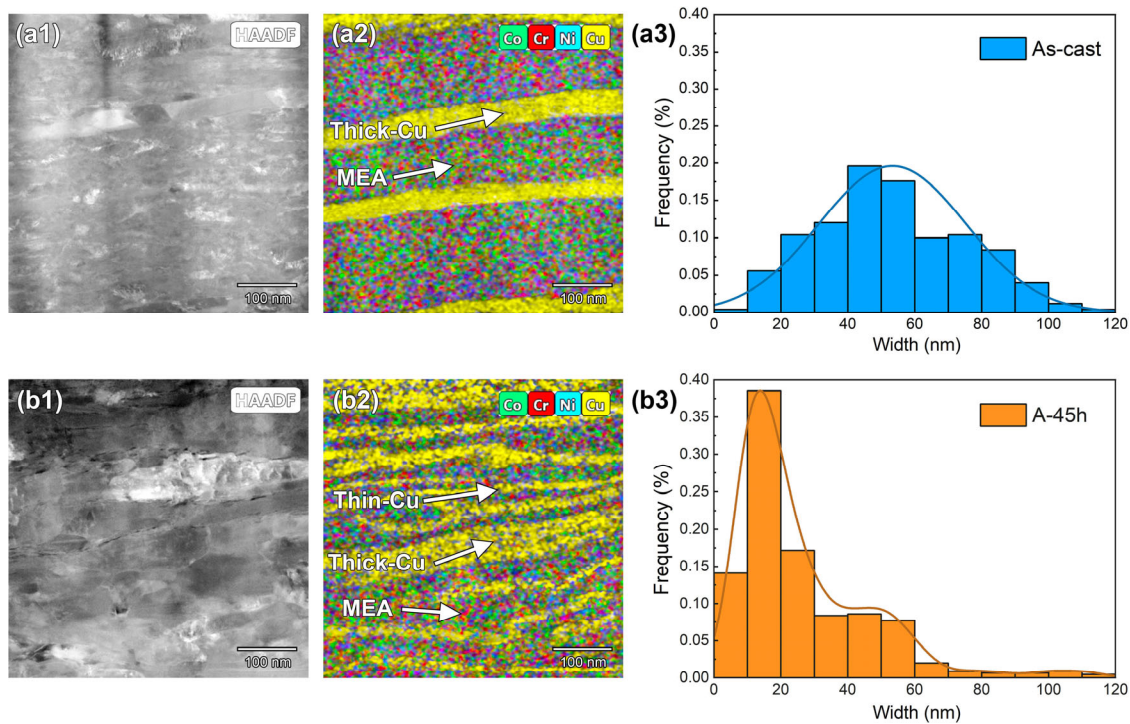 (a1)
HAADF
100 nm
(a2)
Co Cr Ni Cu
Thick-Cu
MEA
100 nm
(a3)
As-cast
Frequency (%)
0.40
0.35
0.30
0.25
0.20
0.15
0.10
0.05
0.00
0 20 40 60 80 100 120
Width (nm)
(b1)
HAADF
100 nm
(b2)
Co Cr Ni Cu
Thin-Cu
Thick-Cu
MEA
100 nm
(b3)
A-45h
Frequency (%)
0.40
0.35
0.30
0.25
0.20
0.15
0.10
0.05
0.00
0 20 40 60 80 100 120
Width (nm)